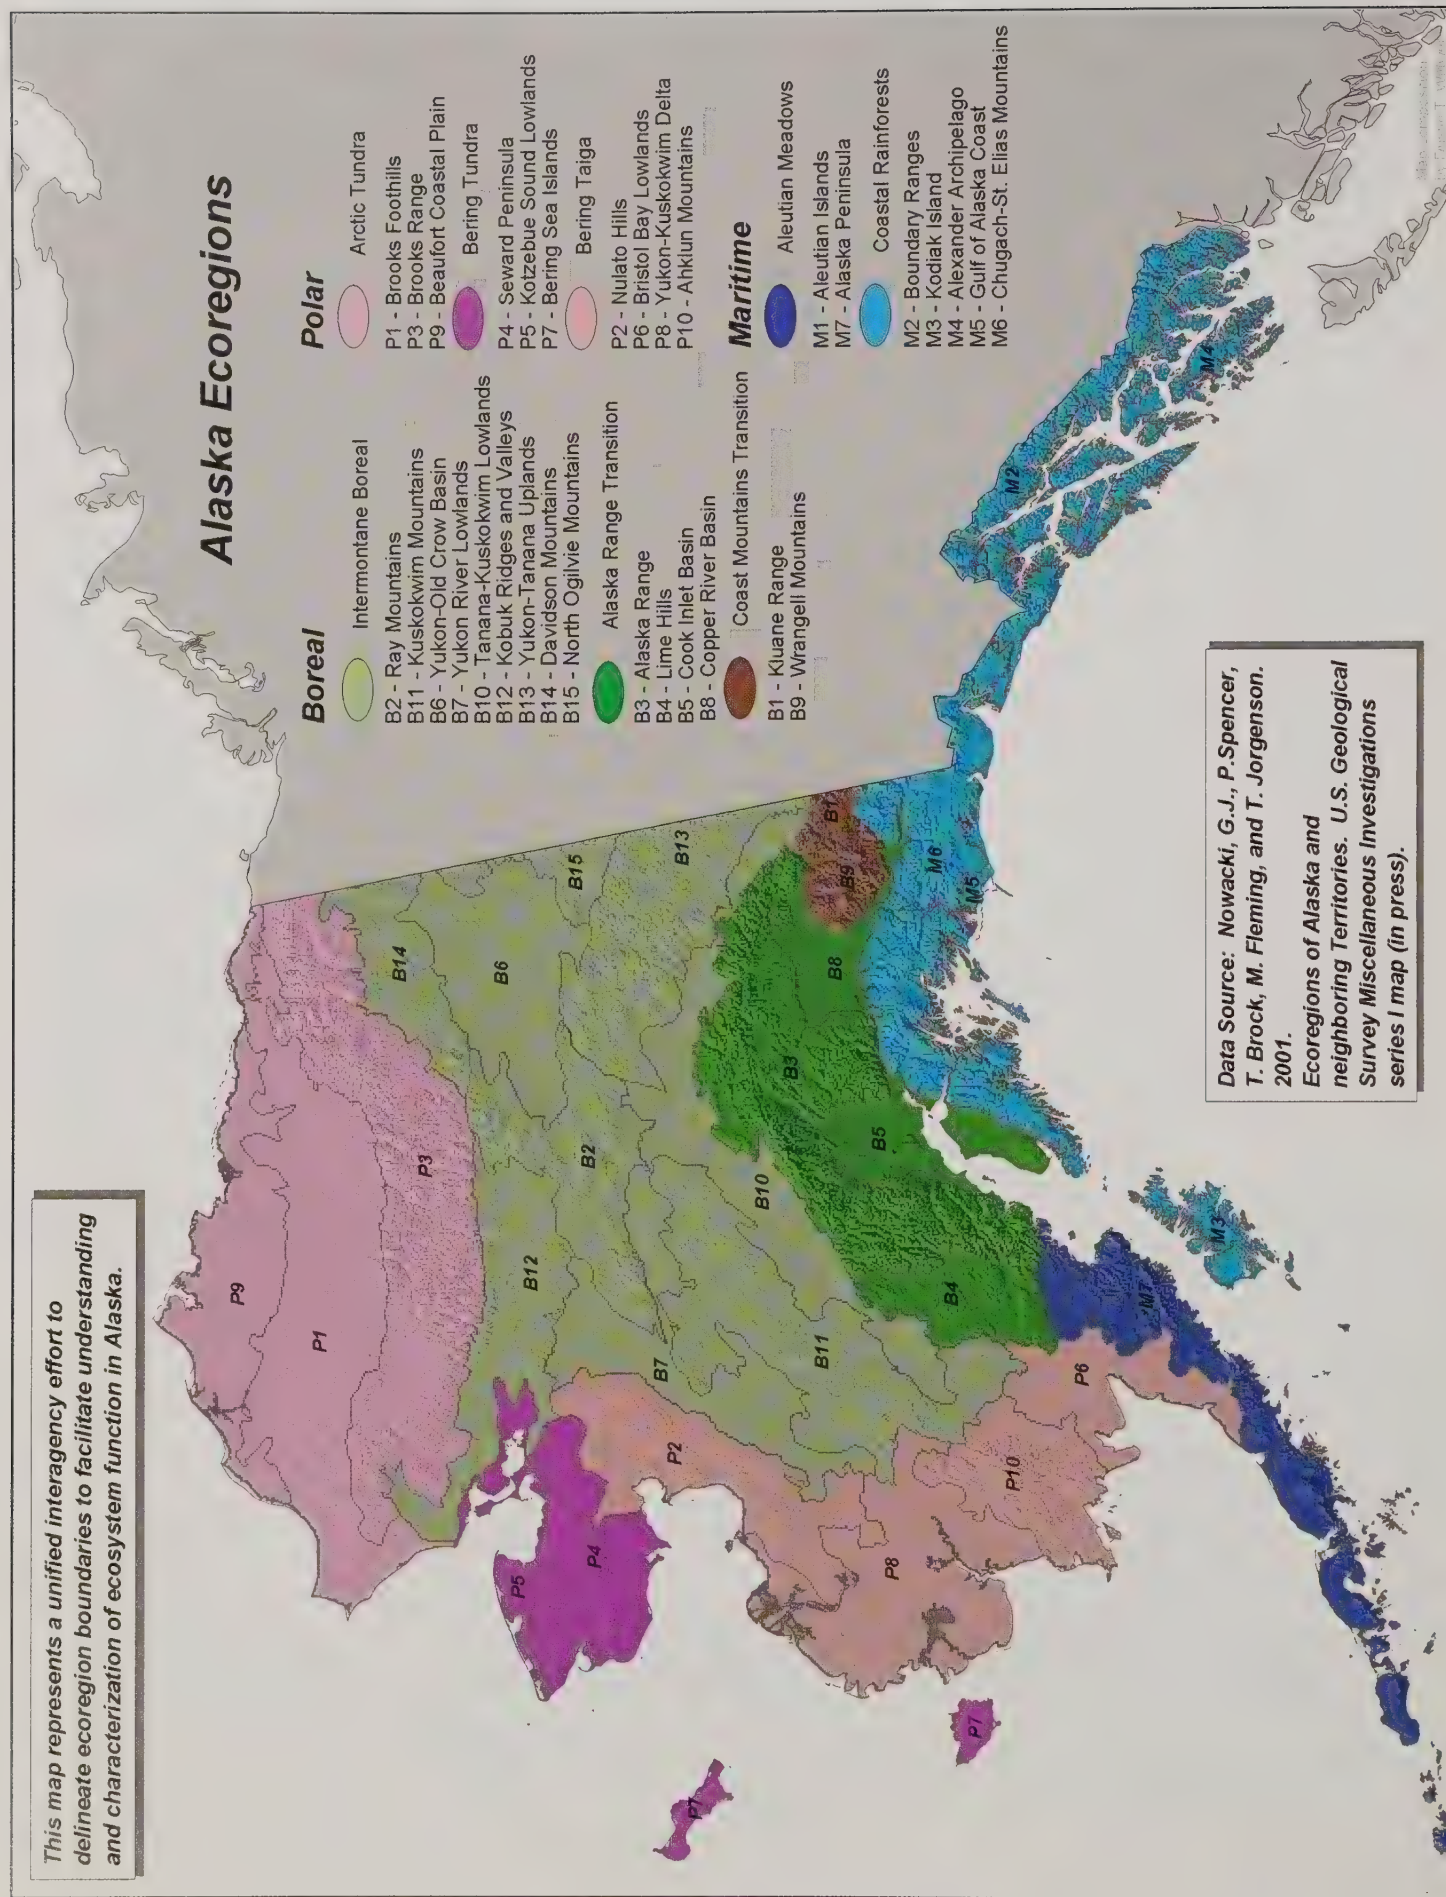 This map represents a unified interagency effort to
delineate ecoregion boundaries to facilitate understanding
and characterization of ecosystem function in Alaska.
Alaska Ecoregions
Boreal
Intermontane Boreal
B2 - Ray Mountains
B11 - Kuskokwim Mountains
B6 - Yukon-Old Crow Basin
B7 - Yukon River Lowlands
B10 - Tanana-Kuskokwim Lowlands
B12 - Kobuk Ridges and Valleys
B13 - Yukon-Tanana Uplands
B14 - Davidson Mountains
B15 - North Ogilvie Mountains
Alaska Range Transition
B3 - Alaska Range
B4 - Lime Hills
B5 - Cook Inlet Basin
B8 - Copper River Basin
Coast Mountains Transition
B1 - Kluane Range
B9 - Wrangell Mountains
Polar
Arctic Tundra
P1 - Brooks Foothills
P3 - Brooks Range
P9 - Beaufort Coastal Plain
Bering Tundra
P4 - Seward Peninsula
P5 - Kotzebue Sound Lowlands
P7 - Bering Sea Islands
Bering Taiga
P2 - Nulato Hills
P6 - Bristol Bay Lowlands
P8 - Yukon-Kuskokwim Delta
P10 - Ahklun Mountains
Maritime
Aleutian Meadows
M1 - Aleutian Islands
M7 - Alaska Peninsula
Coastal Rainforests
M2 - Boundary Ranges
M3 - Kodiak Island
M4 - Alexander Archipelago
M5 - Gulf of Alaska Coast
M6 - Chugach-St. Elias Mountains
P9
P1
P3
B14
B6
B15
B13
B12
B2
B7
B10
B11
P5
P4
P2
P8
P10
P6
P7
P7
B3
B5
B4
B8
B9
B1
M6
M5
M7
M3
M2
M4
Data Source: Nowacki, G.J., P.Spencer,
T. Brock, M. Fleming, and T. Jorgenson.
2001.
Ecoregions of Alaska and
neighboring Territories. U.S. Geological
Survey Miscellaneous Investigations
series I map (in press).